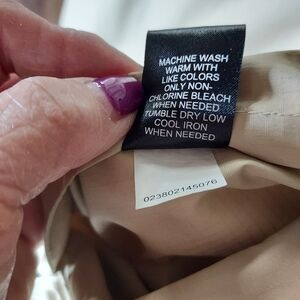 MACHINE WASH
WARM WITH
LIKE COLORS
ONLY NON-
CHLORINE BLEACH
WHEN NEEDED
TUMBLE DRY LOW
COOL IRON
WHEN NEEDED
023802145076